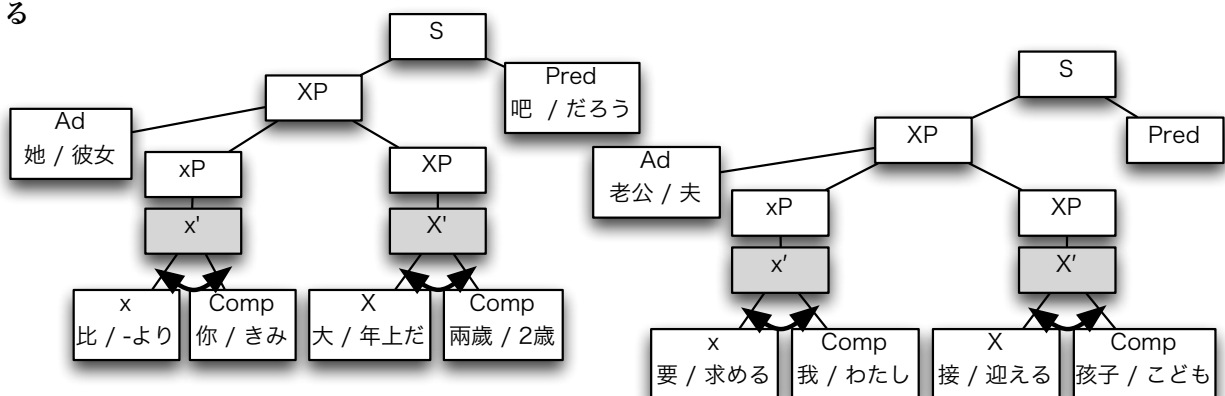 る
S
XP
Pred
吧 / だろう
Ad
她 / 彼女
xP
XP
x'
X'
x
比 / -より
Comp
你 / きみ
X
大 / 年上だ
Comp
兩歲 / 2歳
S
XP
Pred
Ad
老公 / 夫
xP
XP
x'
X'
x
要 / 求める
Comp
我 / わたし
X
接 / 迎える
Comp
孩子 / こども